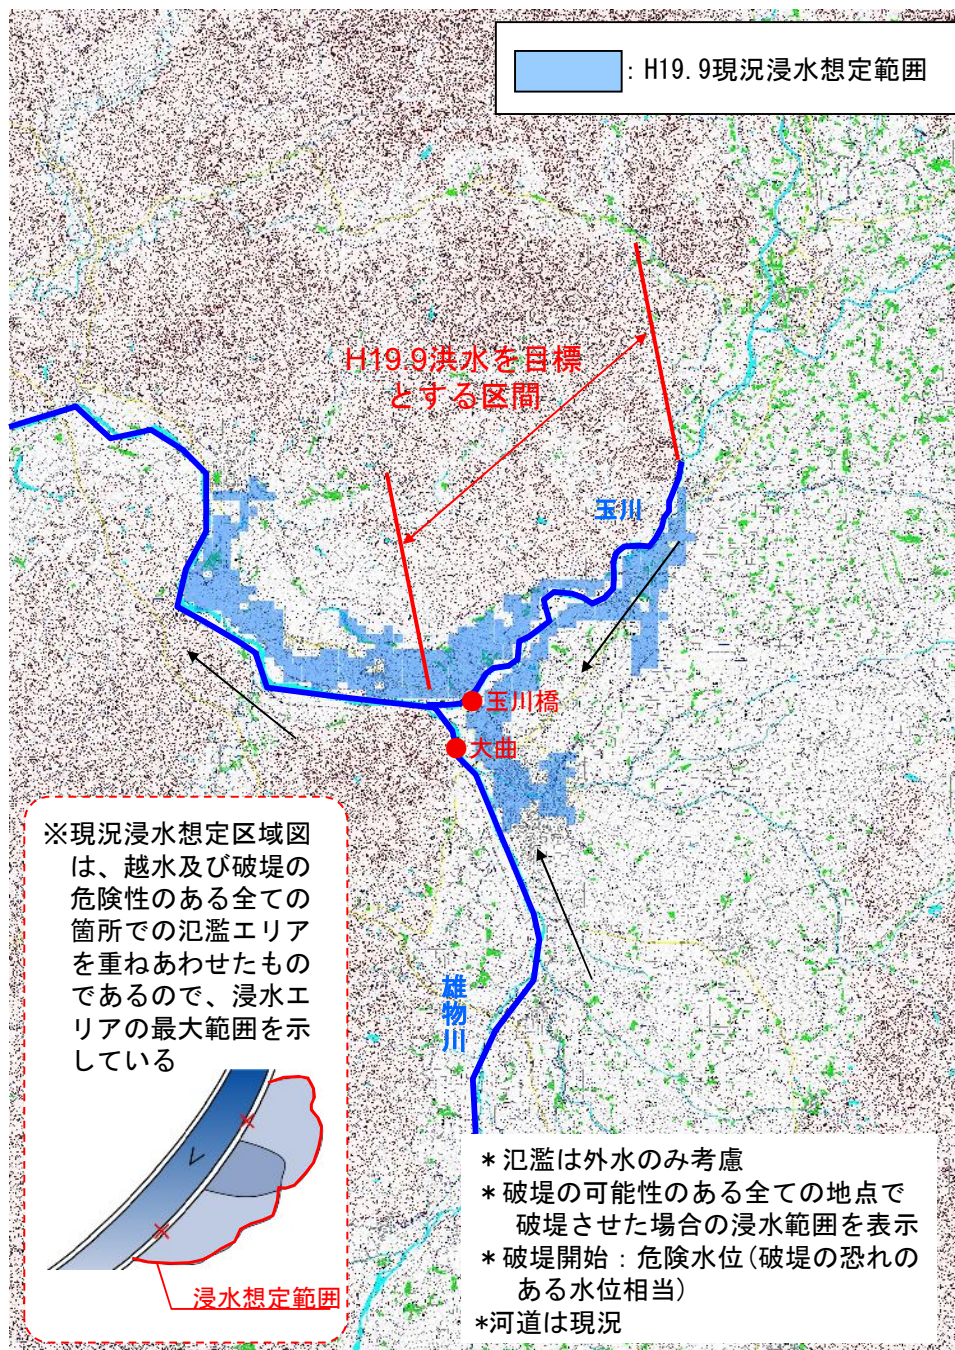 ：H19.9現況浸水想定範囲
H19.9洪水を目標
とする区間
玉川
玉川橋
大曲
※現況浸水想定区域図
は、越水及び破堤の
危険性のある全ての
箇所での氾濫エリア
を重ねあわせたもの
であるので、浸水エ
リアの最大範囲を示
している
雄物川
浸水想定範囲
＊氾濫は外水のみ考慮
＊破堤の可能性のある全ての地点で
破堤させた場合の浸水範囲を表示
＊破堤開始：危険水位(破堤の恐れの
ある水位相当)
*河道は現況